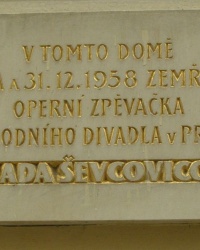 V TOMTO DOMĚ
A 31.12.1958 ZEMŘ
OPERNÍ ZPĚVAČKA
ODNÍHO DIVADLA V PR
ADA ŠEVCOVICO